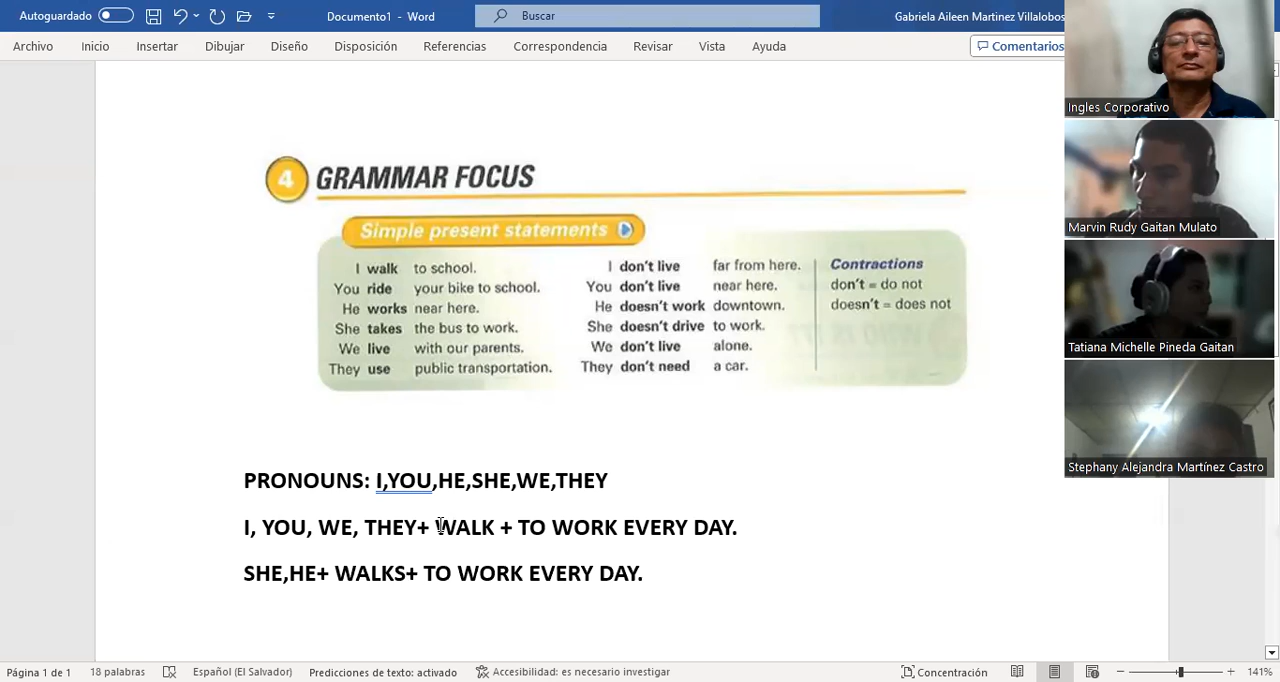 Autoguardado
Documento1 - Word
Buscar
Gabriela Aileen Martinez Villalobos
Archivo Inicio Insertar Dibujar Diseño Disposición Referencias Correspondencia Revisar Vista Ayuda
Comentarios
Ingles Corporativo
Marvin Rudy Gaitan Mulato
Tatiana Michelle Pineda Gaitan
Stephany Alejandra Martínez Castro
4 GRAMMAR FOCUS
Simple present statements
I walk to school.
You ride your bike to school.
He works near here.
She takes the bus to work.
We live with our parents.
They use public transportation.
I don't live far from here.
You don't live near here.
He doesn't work downtown.
She doesn't drive to work.
We don't live alone.
They don't need a car.
Contractions
don't = do not
doesn't = does not
PRONOUNS: I,YOU,HE,SHE,WE,THEY
I, YOU, WE, THEY+ WALK + TO WORK EVERY DAY.
SHE,HE+ WALKS+ TO WORK EVERY DAY.
Página 1 de 1 18 palabras Español (El Salvador) Predicciones de texto: activado Accesibilidad: es necesario investigar Concentración 141%